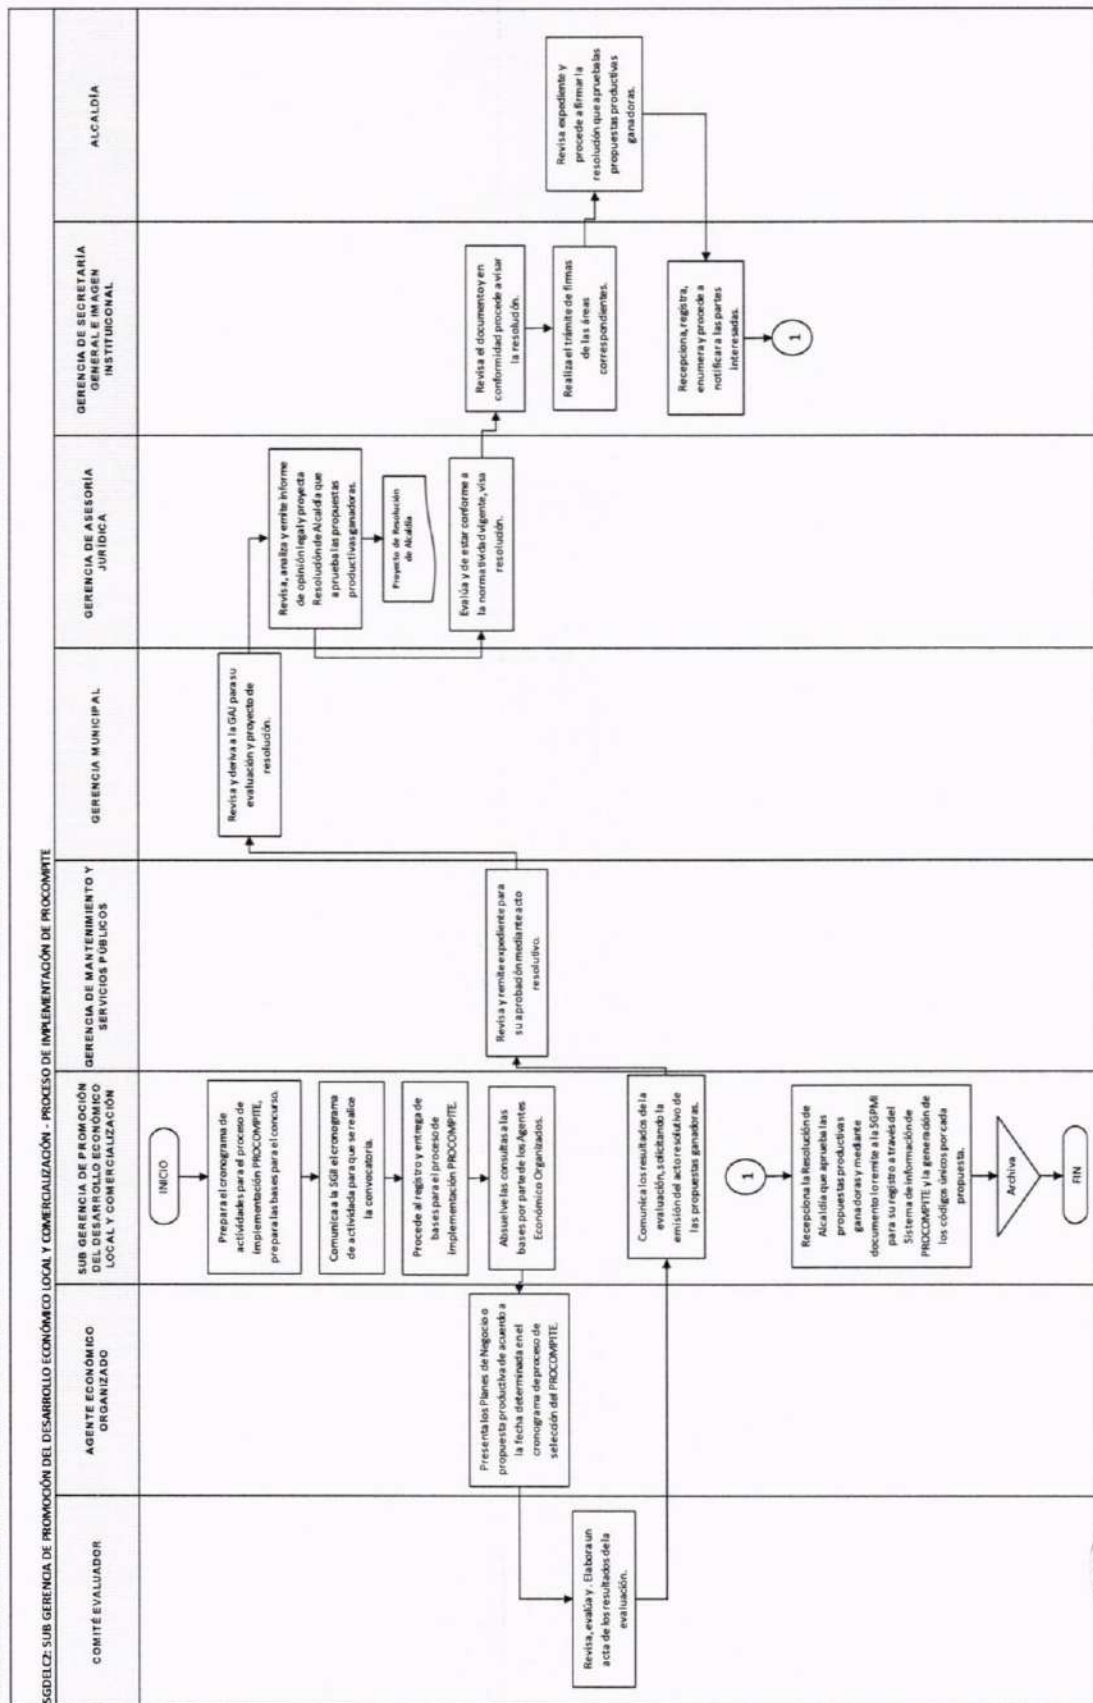 SGDELC2: SUB GERENCIA DE PROMOCIÓN DEL DESARROLLO ECONÓMICO LOCAL Y COMERCIALIZACIÓN - PROCESO DE IMPLEMENTACIÓN DE PROCOMPITE
COMITÉ EVALUADOR
AGENTE ECONÓMICO
ORGANIZADO
SUB GERENCIA DE PROMOCIÓN
DEL DESARROLLO ECONÓMICO
LOCAL Y COMERCIALIZACIÓN
GERENCIA DE MANTENIMIENTO Y
SERVICIOS PÚBLICOS
GERENCIA MUNICIPAL
GERENCIA DE ASESORÍA
JURÍDICA
GERENCIA DE SECRETARÍA
GENERAL E IMAGEN
INSTITUICONAL
ALCALDÍA
INICIO
Prepara el cronograma de
actividades para el proceso de
implementación PROCOMPITE,
prepara las bases para el concurso.
Comunica a la SGII el cronograma
de actividada para que se realice
la convocatoria.
Procede al registro y entrega de
bases para el proceso de
implementación PROCOMPITE.
Absuelve las consultas a las
bases por parte de los Agentes
Económico Organizados.
Presenta los Planes de Negocio o
propuesta productiva de acuerdo a
la fecha determinada en el
cronograma de proceso de
selección del PROCOMPITE.
Revisa, evalúa y . Elabora un
acta de los resultados de la
evaluación.
Comunica los resultados de la
evaluación, solicitando la
emisión del acto resolutivo de
las propuestas ganadoras.
Revisa y remite expediente para
su aprobación mediante acto
resolutivo.
Revisa y deriva a la GAJ para su
evaluación y proyecto de
resolución.
Revisa, analiza y emite informe
de opinión legal y proyecta
Resolución de Alcaldía que
aprueba las propuestas
productivas ganadoras.
Proyecto de Resolución
de Alcaldía
Evalúa y de estar conforme a
la normatividad vigente, visa
resolución.
Revisa el documento y en
conformidad procede a visar
la resolución.
Realiza el trámite de firmas
de las áreas
correspondientes.
Revisa expediente y
procede a firmar la
resolución que aprueba las
propuestas productivas
ganadoras.
Recepciona, registra,
enumera y procede a
notificar a las partes
interesadas.
1
1
Recepciona la Resolución de
Alcaldía que aprueba las
propuestas productivas
ganadoras y mediante
documento lo remite a la SGPMI
para su registro a través del
Sistema de información de
PROCOMPITE y la generación de
los códigos únicos por cada
propuesta.
Archiva
FIN